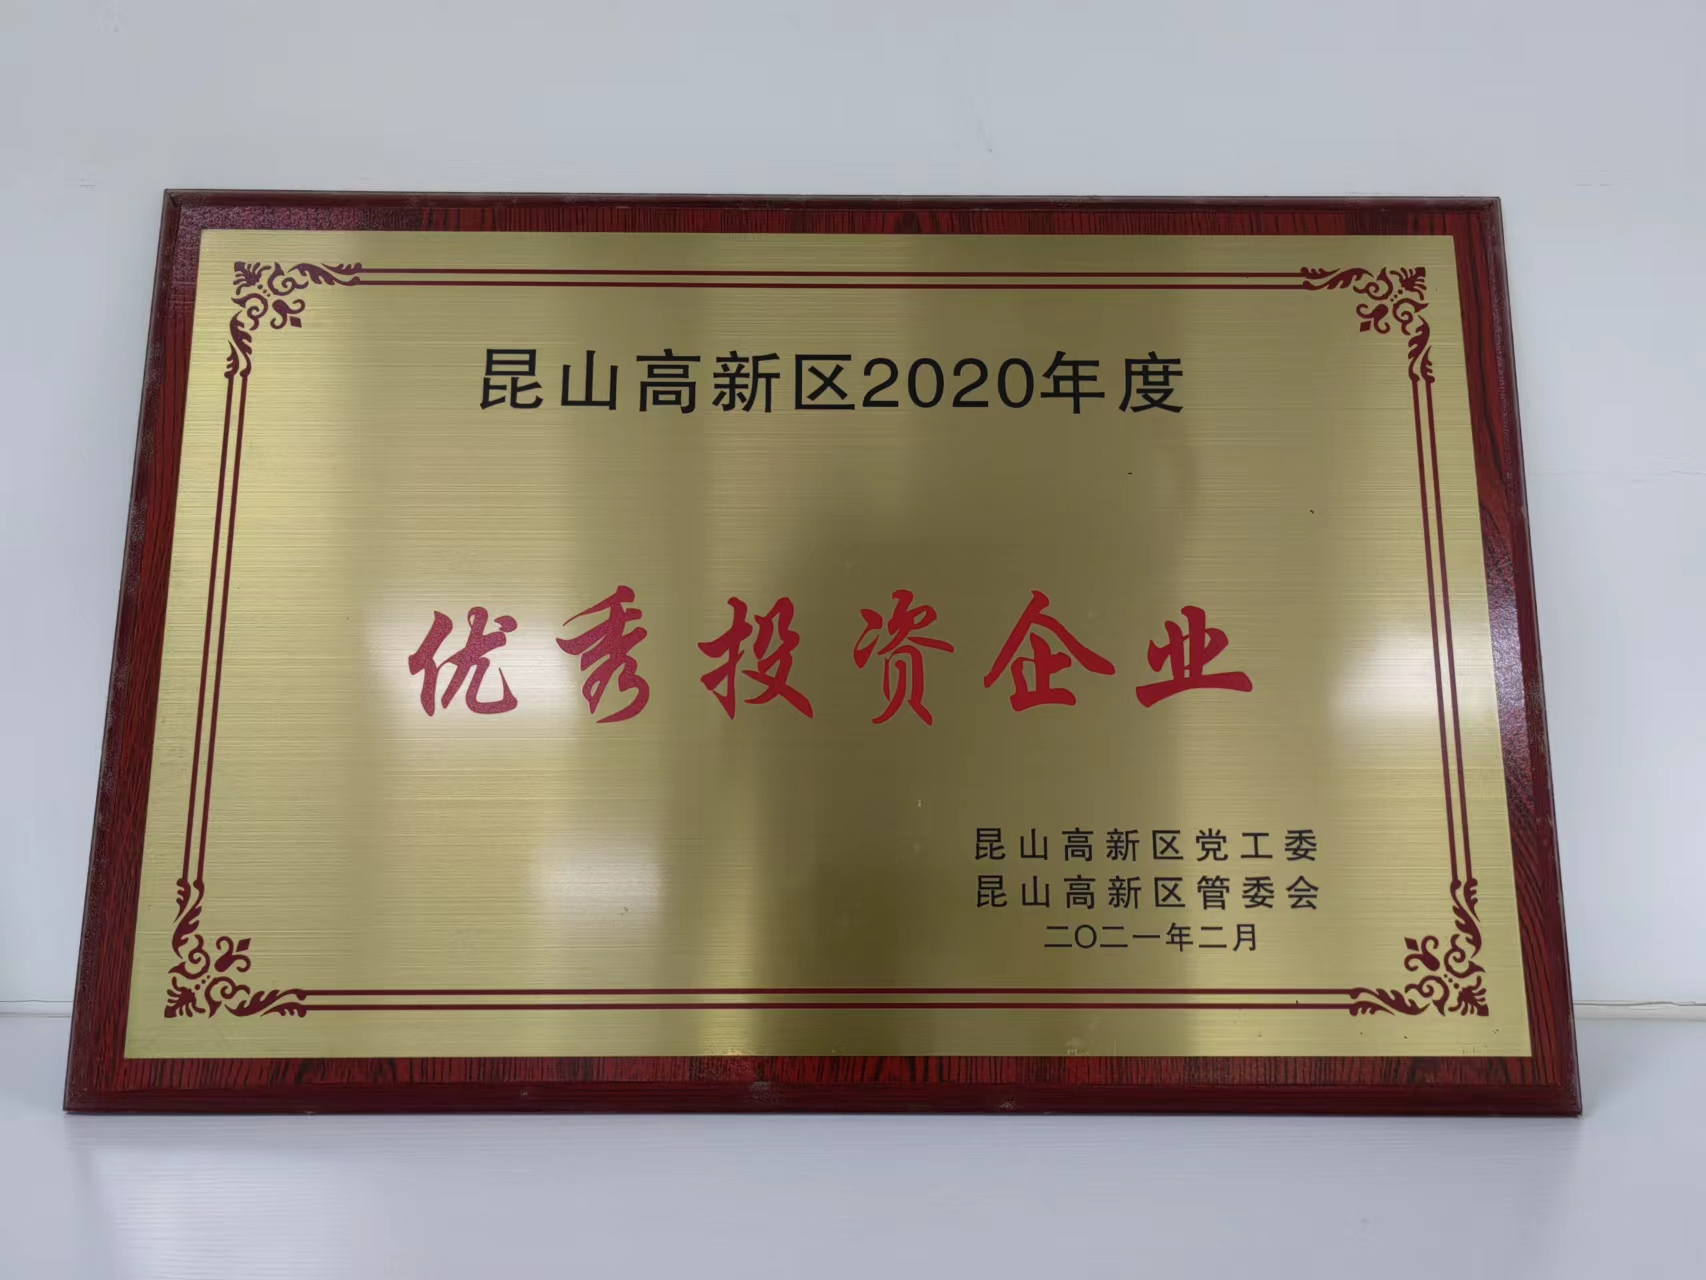 昆山高新区2020年度
优秀投资企业
昆山高新区党工委
昆山高新区管委会
二〇二一年二月